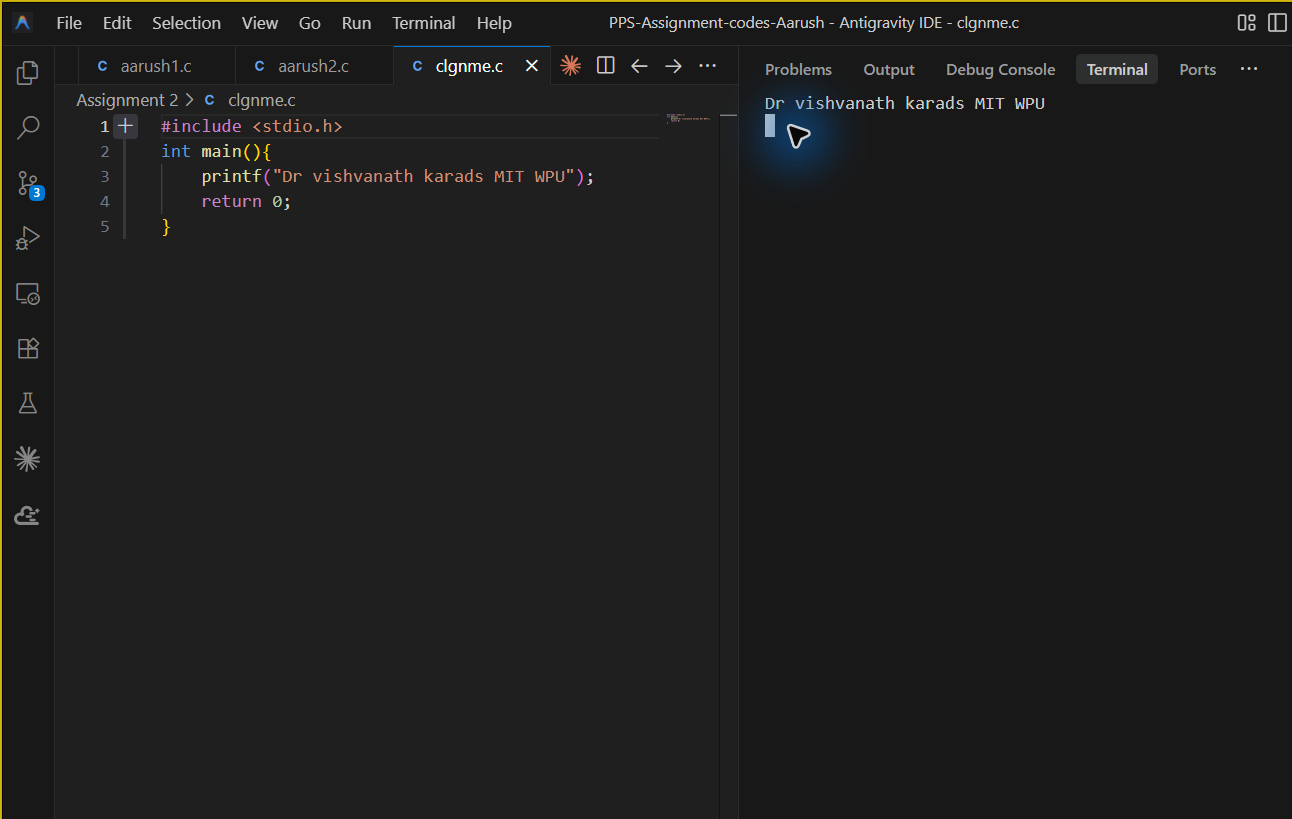 File Edit Selection View Go Run Terminal Help PPS-Assignment-codes-Aarush - Antigravity IDE - clgnme.c
C aarush1.c C aarush2.c C clgnme.c
Assignment 2 > C clgnme.c
1 #include <stdio.h>
2 int main(){
3 printf("Dr vishvanath karads MIT WPU");
4 return 0;
5 }
3
Problems Output Debug Console Terminal Ports
Dr vishvanath karads MIT WPU